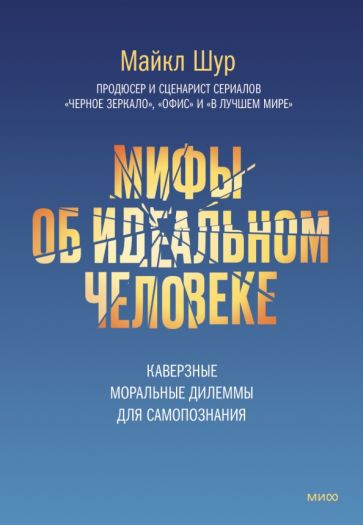 Майкл Шур
ПРОДЮСЕР И СЦЕНАРИСТ СЕРИАЛОВ
«ЧЕРНОЕ ЗЕРКАЛО», «ОФИС» И «В ЛУЧШЕМ МИРЕ»
МИФЫ
ОБ ИДЕАЛЬНОМ
ЧЕЛОВЕКЕ
КАВЕРЗНЫЕ
МОРАЛЬНЫЕ ДИЛЕММЫ
ДЛЯ САМОПОЗНАНИЯ
МИФ